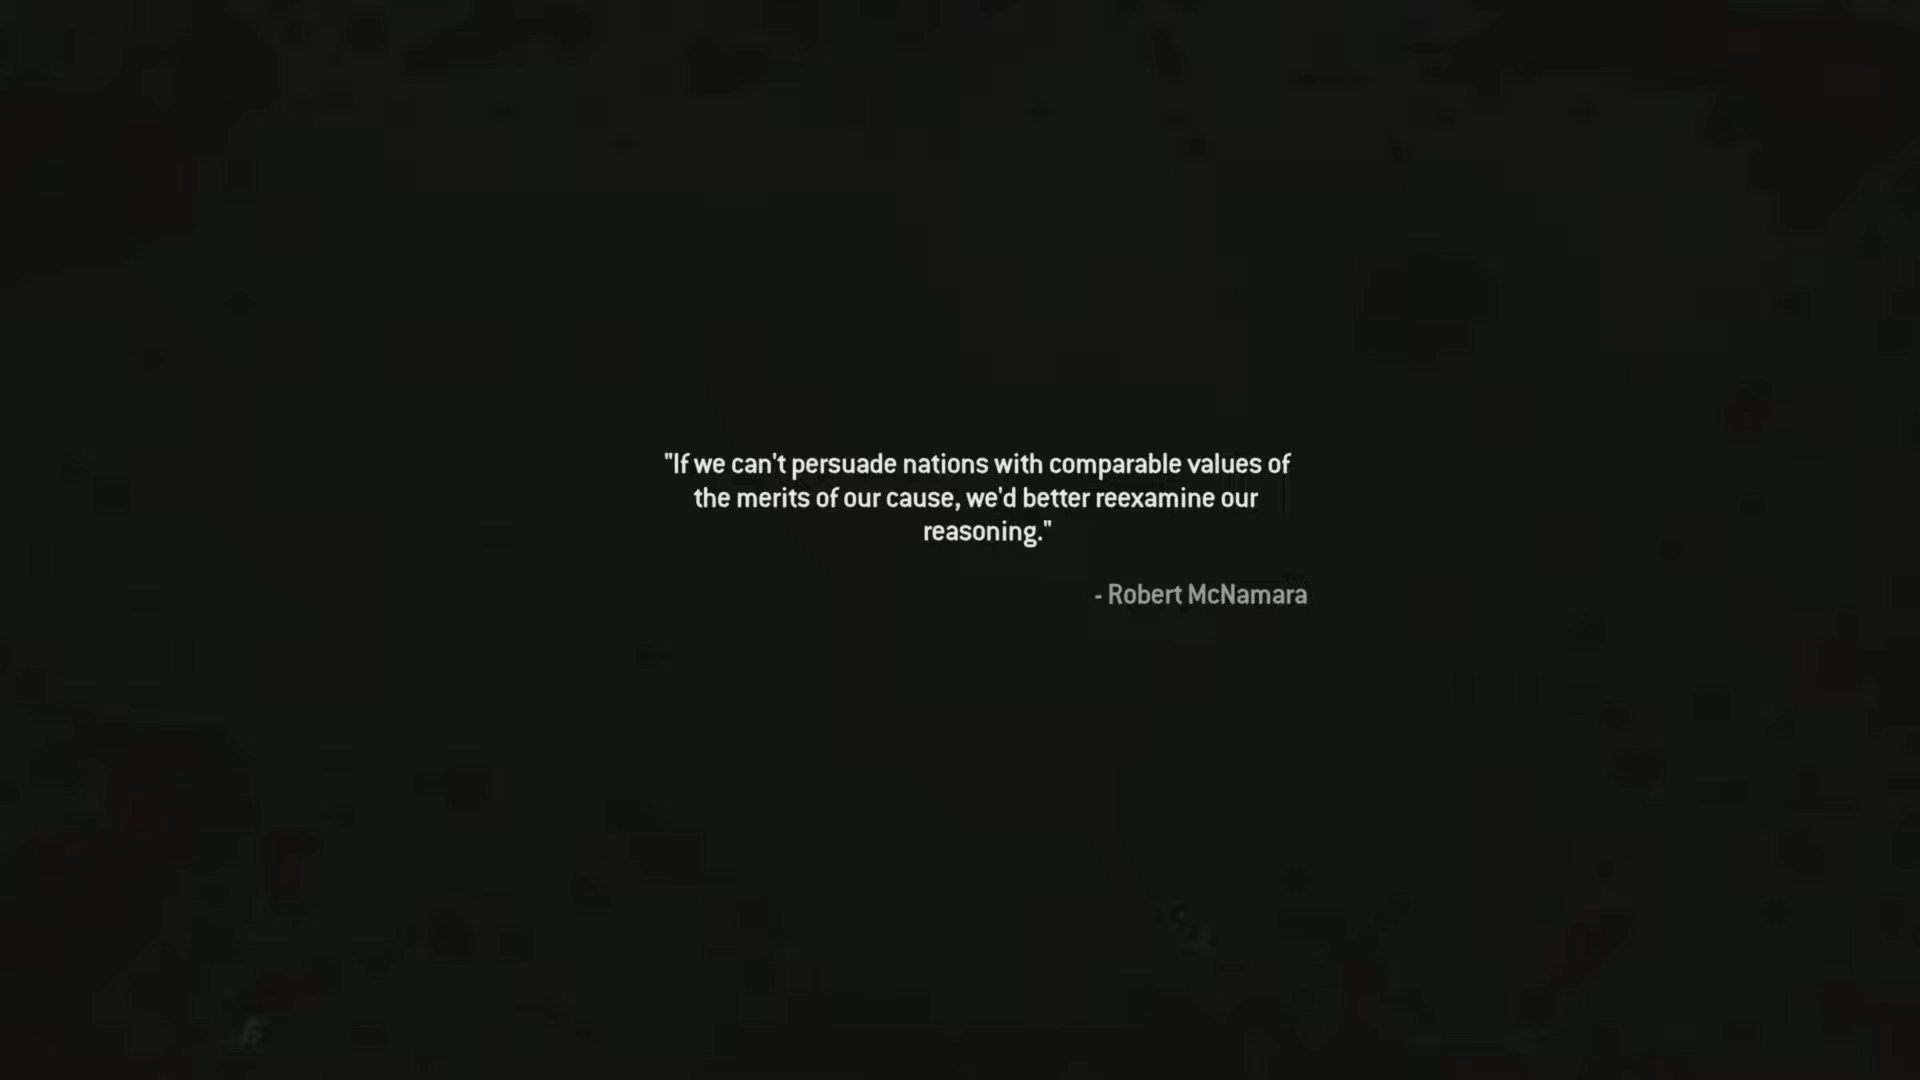 "If we can't persuade nations with comparable values of
the merits of our cause, we'd better reexamine our
reasoning."
- Robert McNamara